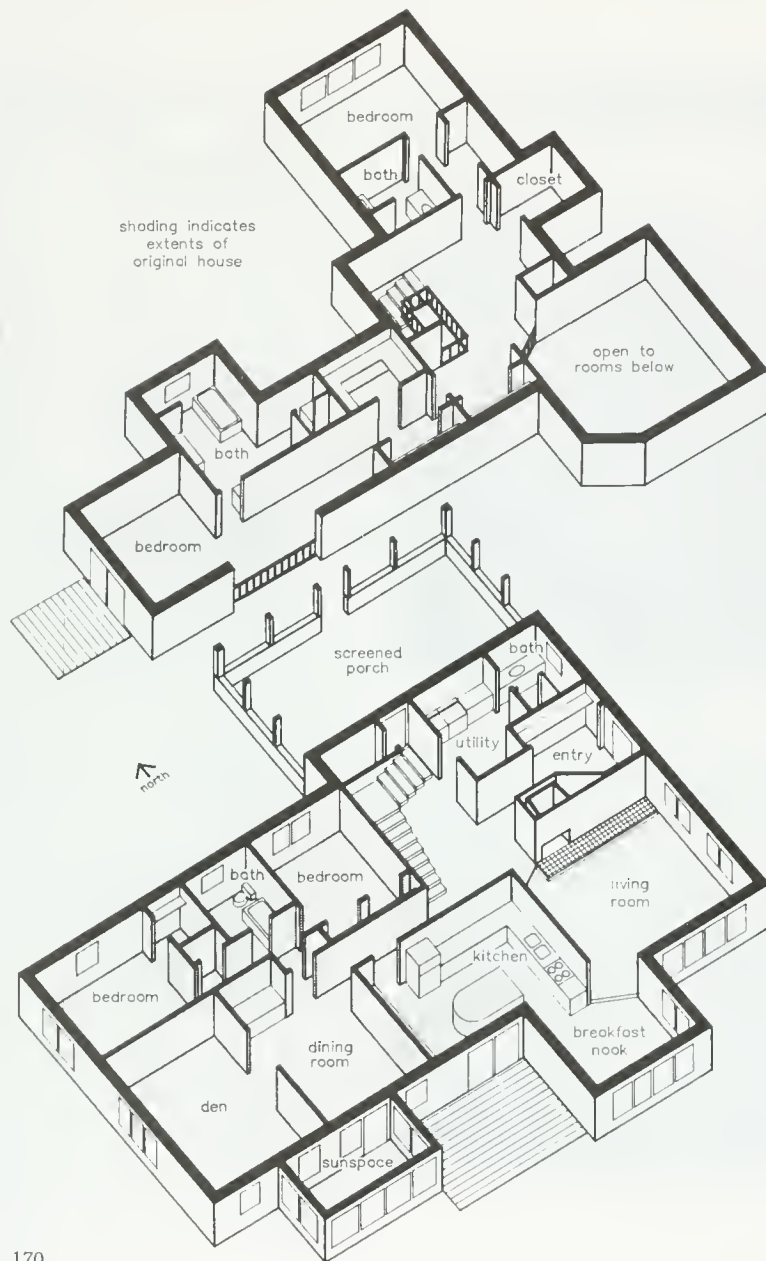 bedroom
bath
closet
shading indicates
extents of
original house
open to
rooms below
bath
bedroom
screened
porch
bath
utility
entry
north
bath
bedroom
living
room
kitchen
bedroom
breakfast
nook
dining
room
den
sunspace
170